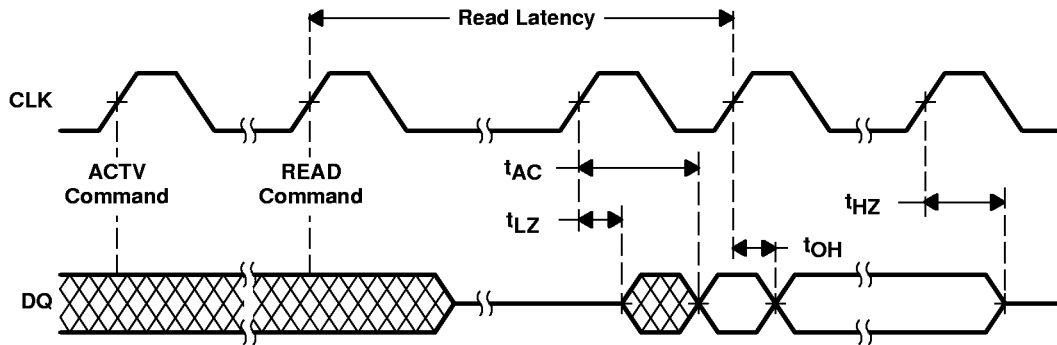 Read Latency
CLK
ACTV
Command
READ
Command
tAC
tLZ
tHZ
tOH
DQ